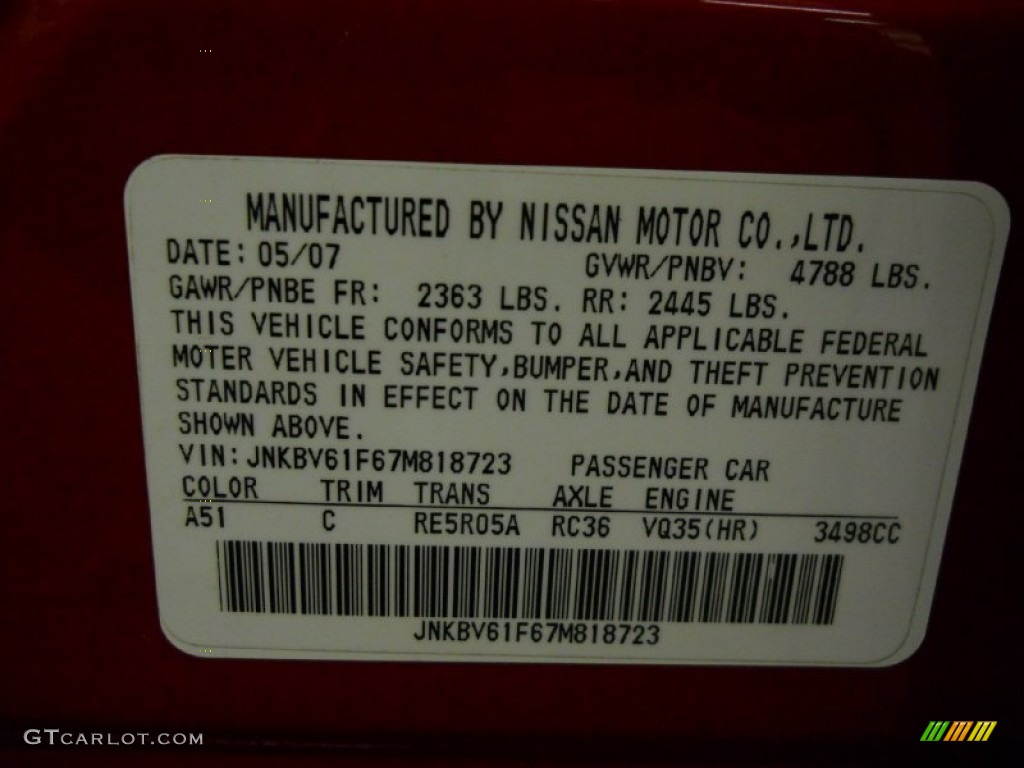 MANUFACTURED BY NISSAN MOTOR CO.,LTD.
DATE: 05/07 GVWR/PNBV: 4788 LBS.
GAWR/PNBE FR: 2363 LBS. RR: 2445 LBS.
THIS VEHICLE CONFORMS TO ALL APPLICABLE FEDERAL
MOTER VEHICLE SAFETY,BUMPER,AND THEFT PREVENTION
STANDARDS IN EFFECT ON THE DATE OF MANUFACTURE
SHOWN ABOVE.
VIN: JNKBV61F67M818723 PASSENGER CAR
COLOR TRIM TRANS AXLE ENGINE
A51 C RE5R05A RC36 VQ35(HR) 3498CC
JNKBV61F67M818723
GTCARLOT.COM